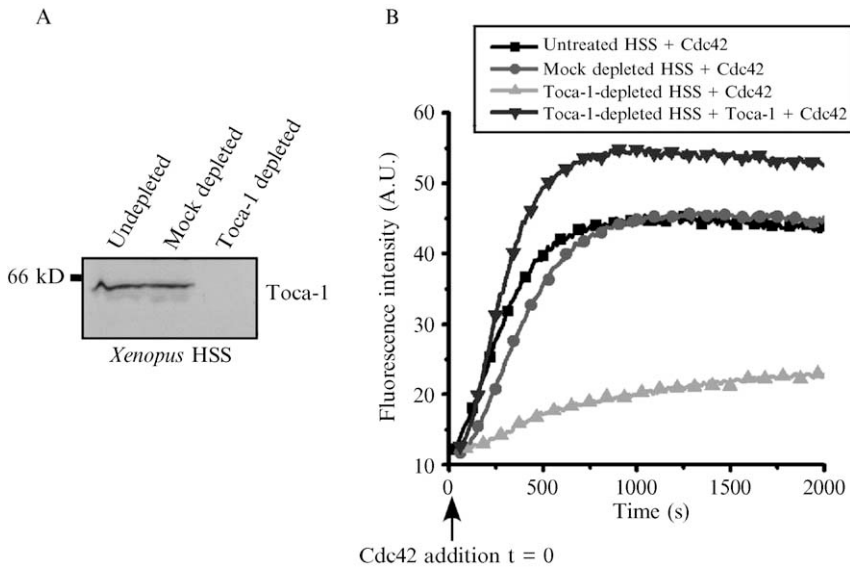 A
Undepleted
Mock depleted
Toca-1 depleted
66 kD
Toca-1
Xenopus HSS
B
Untreated HSS + Cdc42
Mock depleted HSS + Cdc42
Toca-1-depleted HSS + Cdc42
Toca-1-depleted HSS + Toca-1 + Cdc42
Fluorescence intensity (A.U.)
60
50
40
30
20
10
0
500
1000
1500
2000
Time (s)
Cdc42 addition t = 0